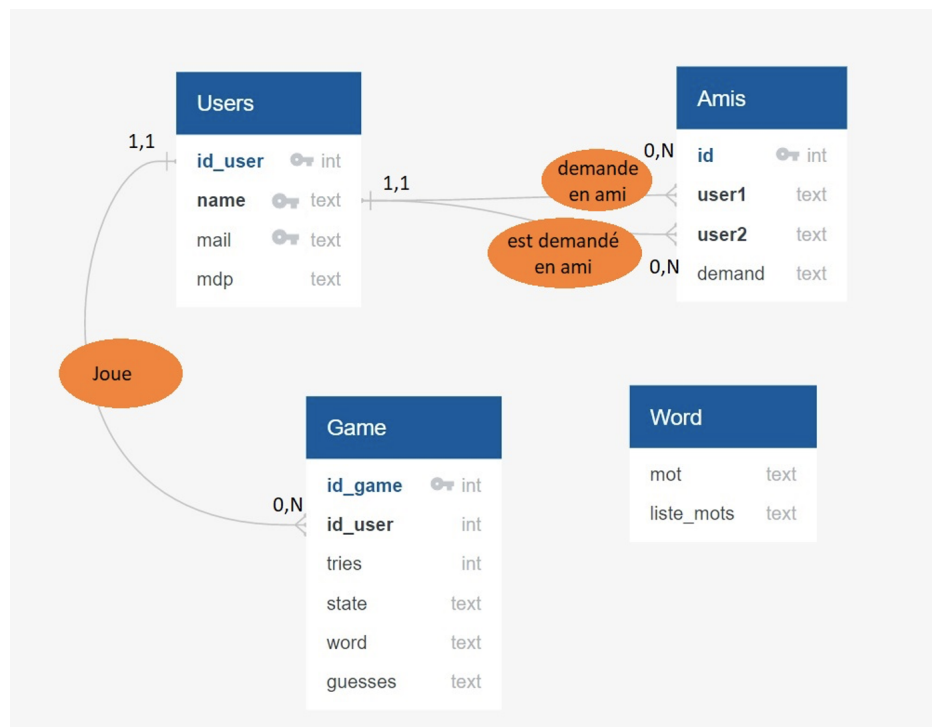 Users
1,1
id_user int
name text
mail text
mdp text
1,1
demande
en ami
0,N
est demandé
en ami
0,N
Amis
id int
user1 text
user2 text
demand text
Joue
0,N
Game
id_game int
id_user int
tries int
state text
word text
guesses text
Word
mot text
liste_mots text